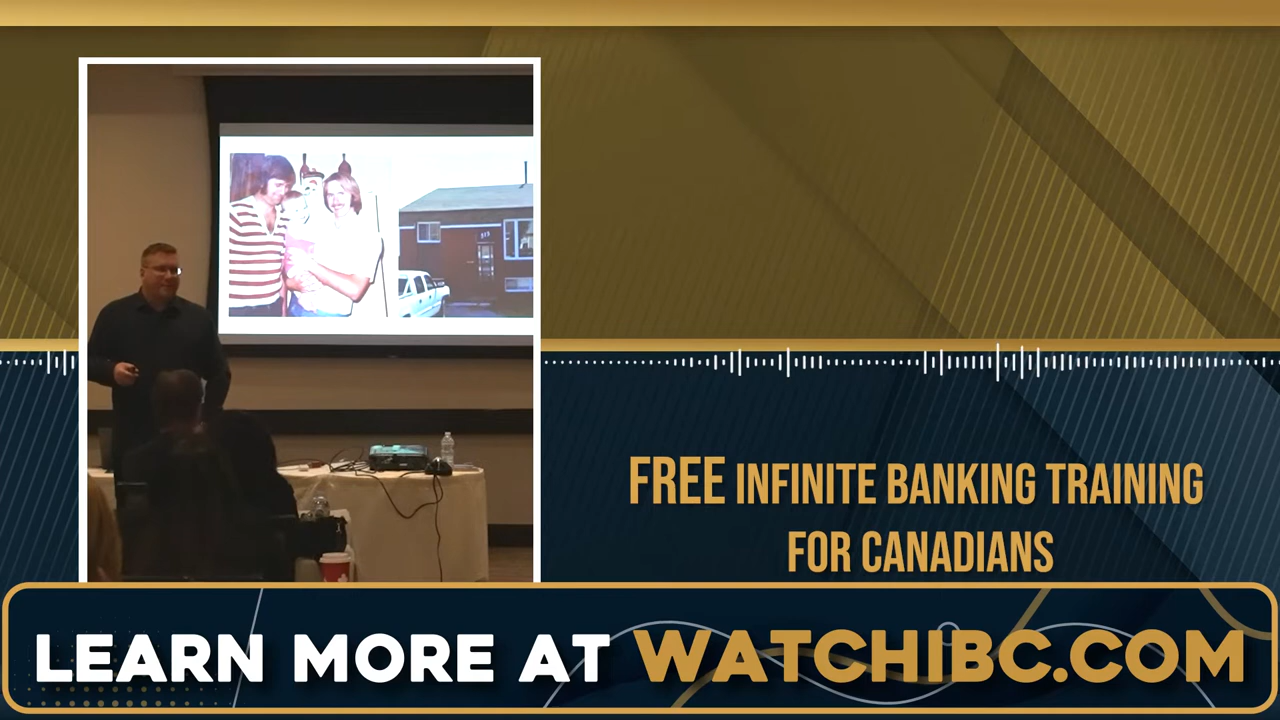 FREE INFINITE BANKING TRAINING
FOR CANADIANS
LEARN MORE AT WATCHIBC.COM